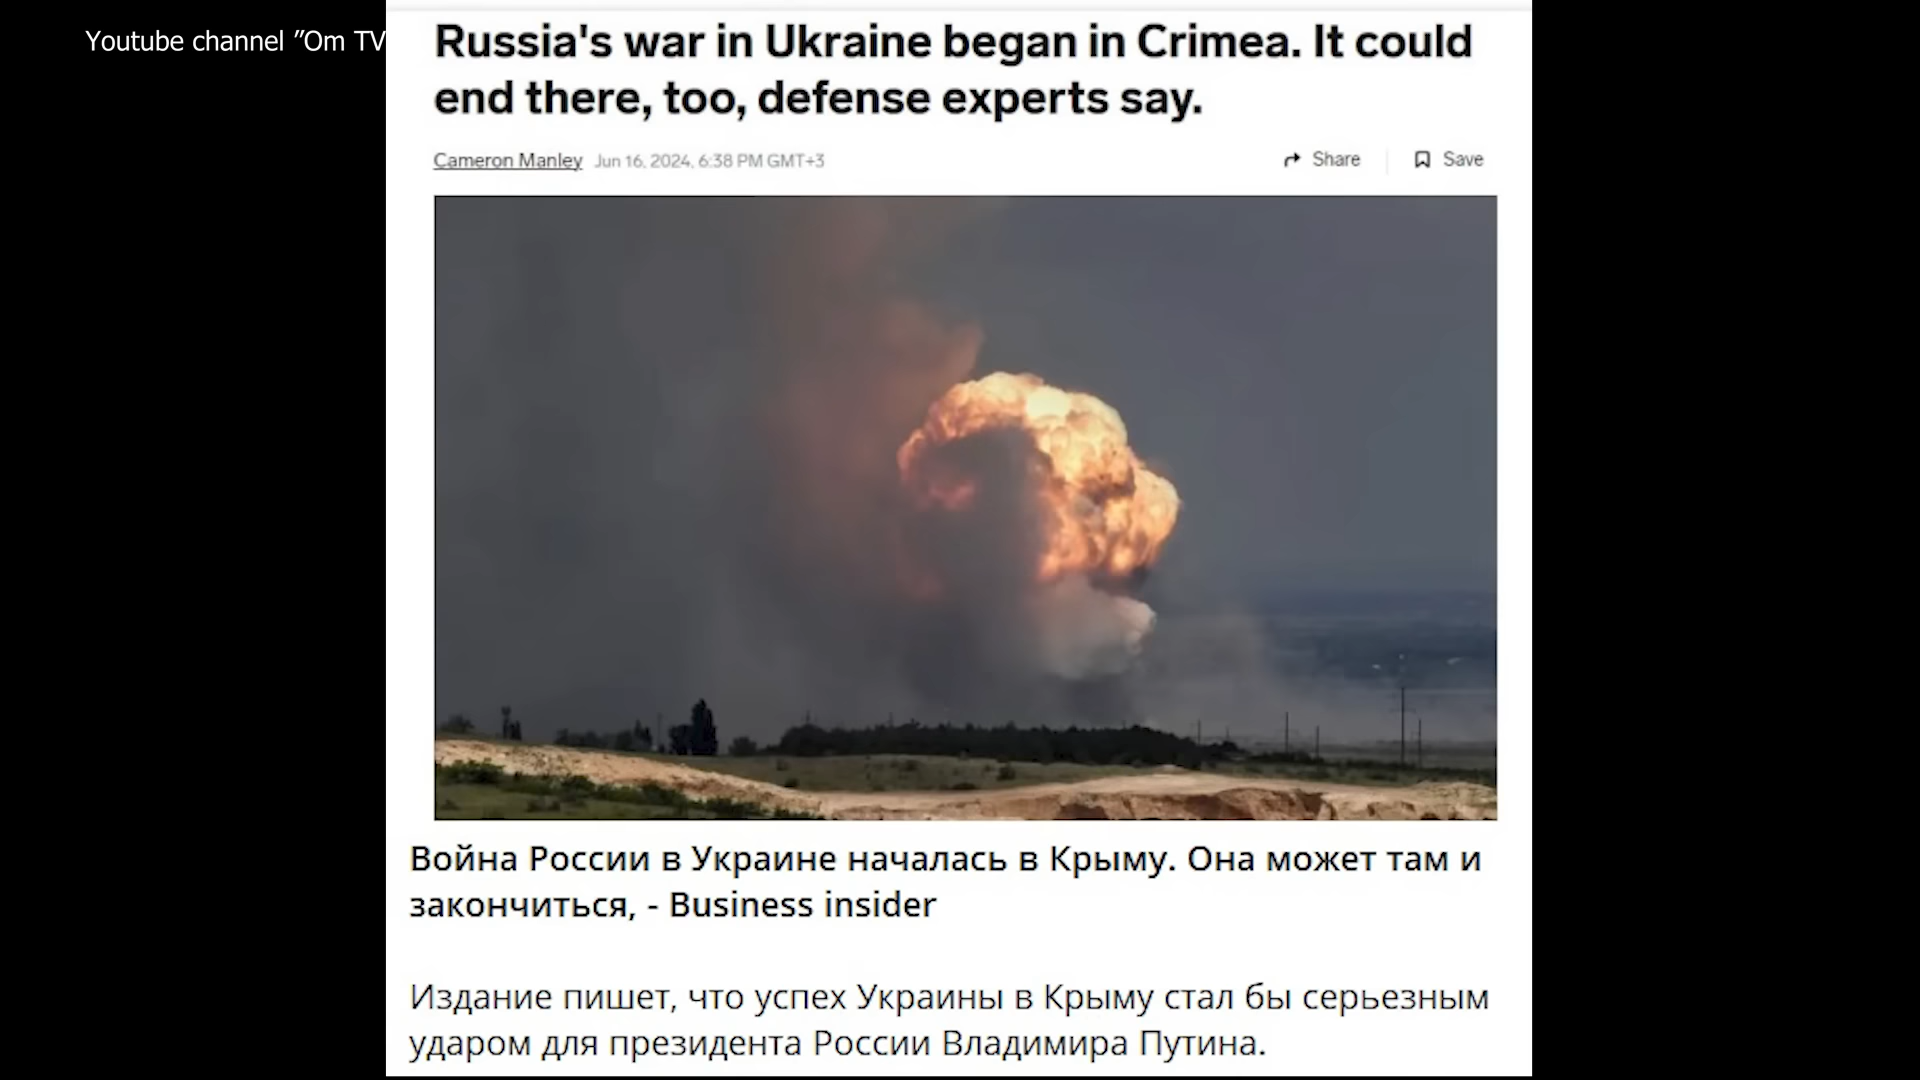 Youtube channel ”Om TV
Russia's war in Ukraine began in Crimea. It could
end there, too, defense experts say.
Cameron Manley Jun 16, 2024, 6:38 PM GMT+3
Share Save
Война России в Украине началась в Крыму. Она может там и
закончиться, - Business insider
Издание пишет, что успех Украины в Крыму стал бы серьезным
ударом для президента России Владимира Путина.